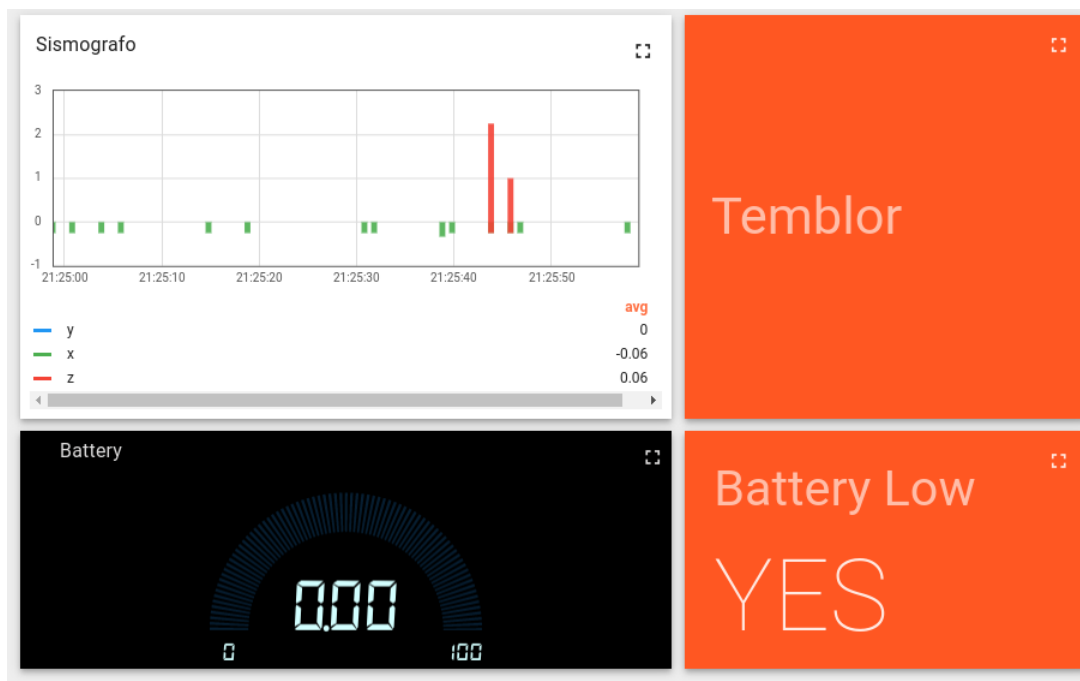 Sismografo
3
2
1
0
-1
21:25:00 21:25:10 21:25:20 21:25:30 21:25:40 21:25:50
avg
y 0
x -0.06
z 0.06
Temblor
Battery
0.00
0 100
Battery Low
YES